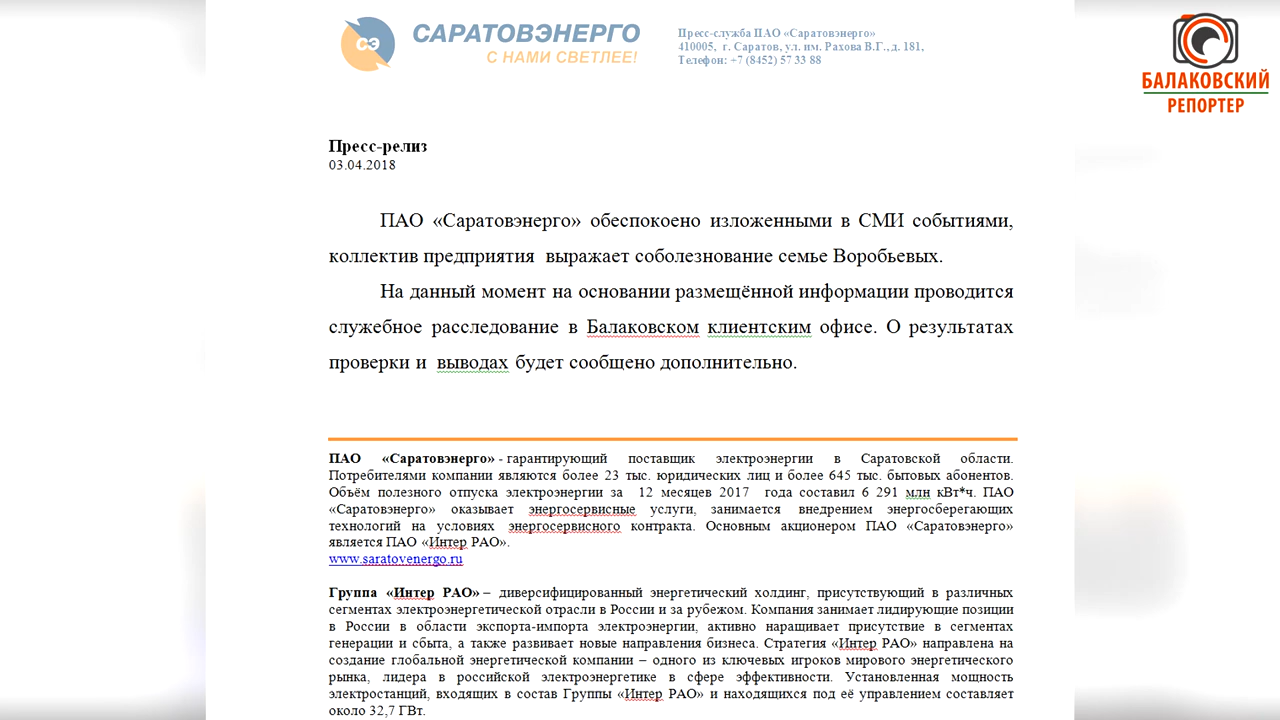 СЭ
САРАТОВЭНЕРГО
С НАМИ СВЕТЛЕЕ!
Пресс-служба ПАО «Саратовэнерго»
410005, г. Саратов, ул. им. Рахова В.Г., д. 181,
Телефон: +7 (8452) 57 33 88
БАЛАКОВСКИЙ
РЕПОРТЕР
Пресс-релиз
03.04.2018
ПАО «Саратовэнерго» обеспокоено изложенными в СМИ событиями,
коллектив предприятия выражает соболезнование семье Воробьевых.
На данный момент на основании размещённой информации проводится
служебное расследование в Балаковском клиентским офисе. О результатах
проверки и выводах будет сообщено дополнительно.
ПАО «Саратовэнерго» - гарантирующий поставщик электроэнергии в Саратовской области.
Потребителями компании являются более 23 тыс. юридических лиц и более 645 тыс. бытовых абонентов.
Объём полезного отпуска электроэнергии за 12 месяцев 2017 года составил 6 291 млн кВт*ч. ПАО
«Саратовэнерго» оказывает энергосервисные услуги, занимается внедрением энергосберегающих
технологий на условиях энергосервисного контракта. Основным акционером ПАО «Саратовэнерго»
является ПАО «Интер РАО».
www.saratovenergo.ru
Группа «Интер РАО» – диверсифицированный энергетический холдинг, присутствующий в различных
сегментах электроэнергетической отрасли в России и за рубежом. Компания занимает лидирующие позиции
в России в области экспорта-импорта электроэнергии, активно наращивает присутствие в сегментах
генерации и сбыта, а также развивает новые направления бизнеса. Стратегия «Интер РАО» направлена на
создание глобальной энергетической компании – одного из ключевых игроков мирового энергетического
рынка, лидера в российской электроэнергетике в сфере эффективности. Установленная мощность
электростанций, входящих в состав Группы «Интер РАО» и находящихся под её управлением составляет
около 32,7 ГВт.